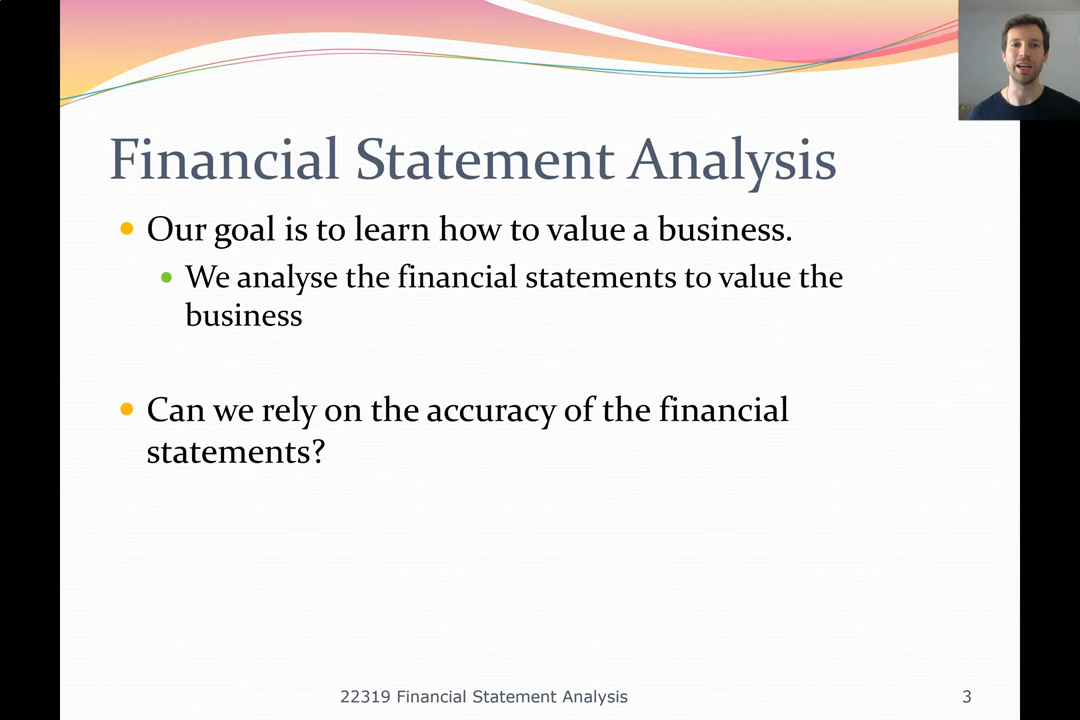 Financial Statement Analysis
Our goal is to learn how to value a business.
We analyse the financial statements to value the
business
Can we rely on the accuracy of the financial
statements?
22319 Financial Statement Analysis
3